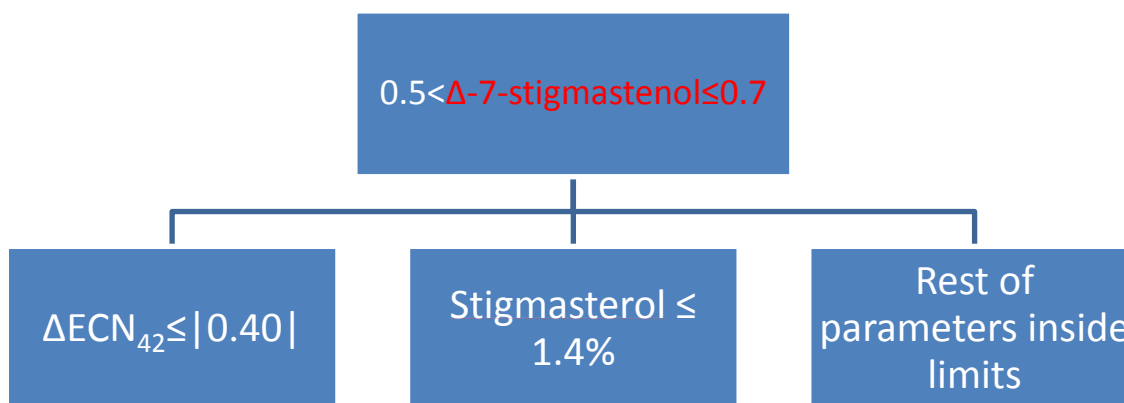 0.5<Δ-7-stigmastenol≤0.7
ΔECN₄₂≤|0.40|
Stigmasterol ≤
1.4%
Rest of
parameters inside
limits